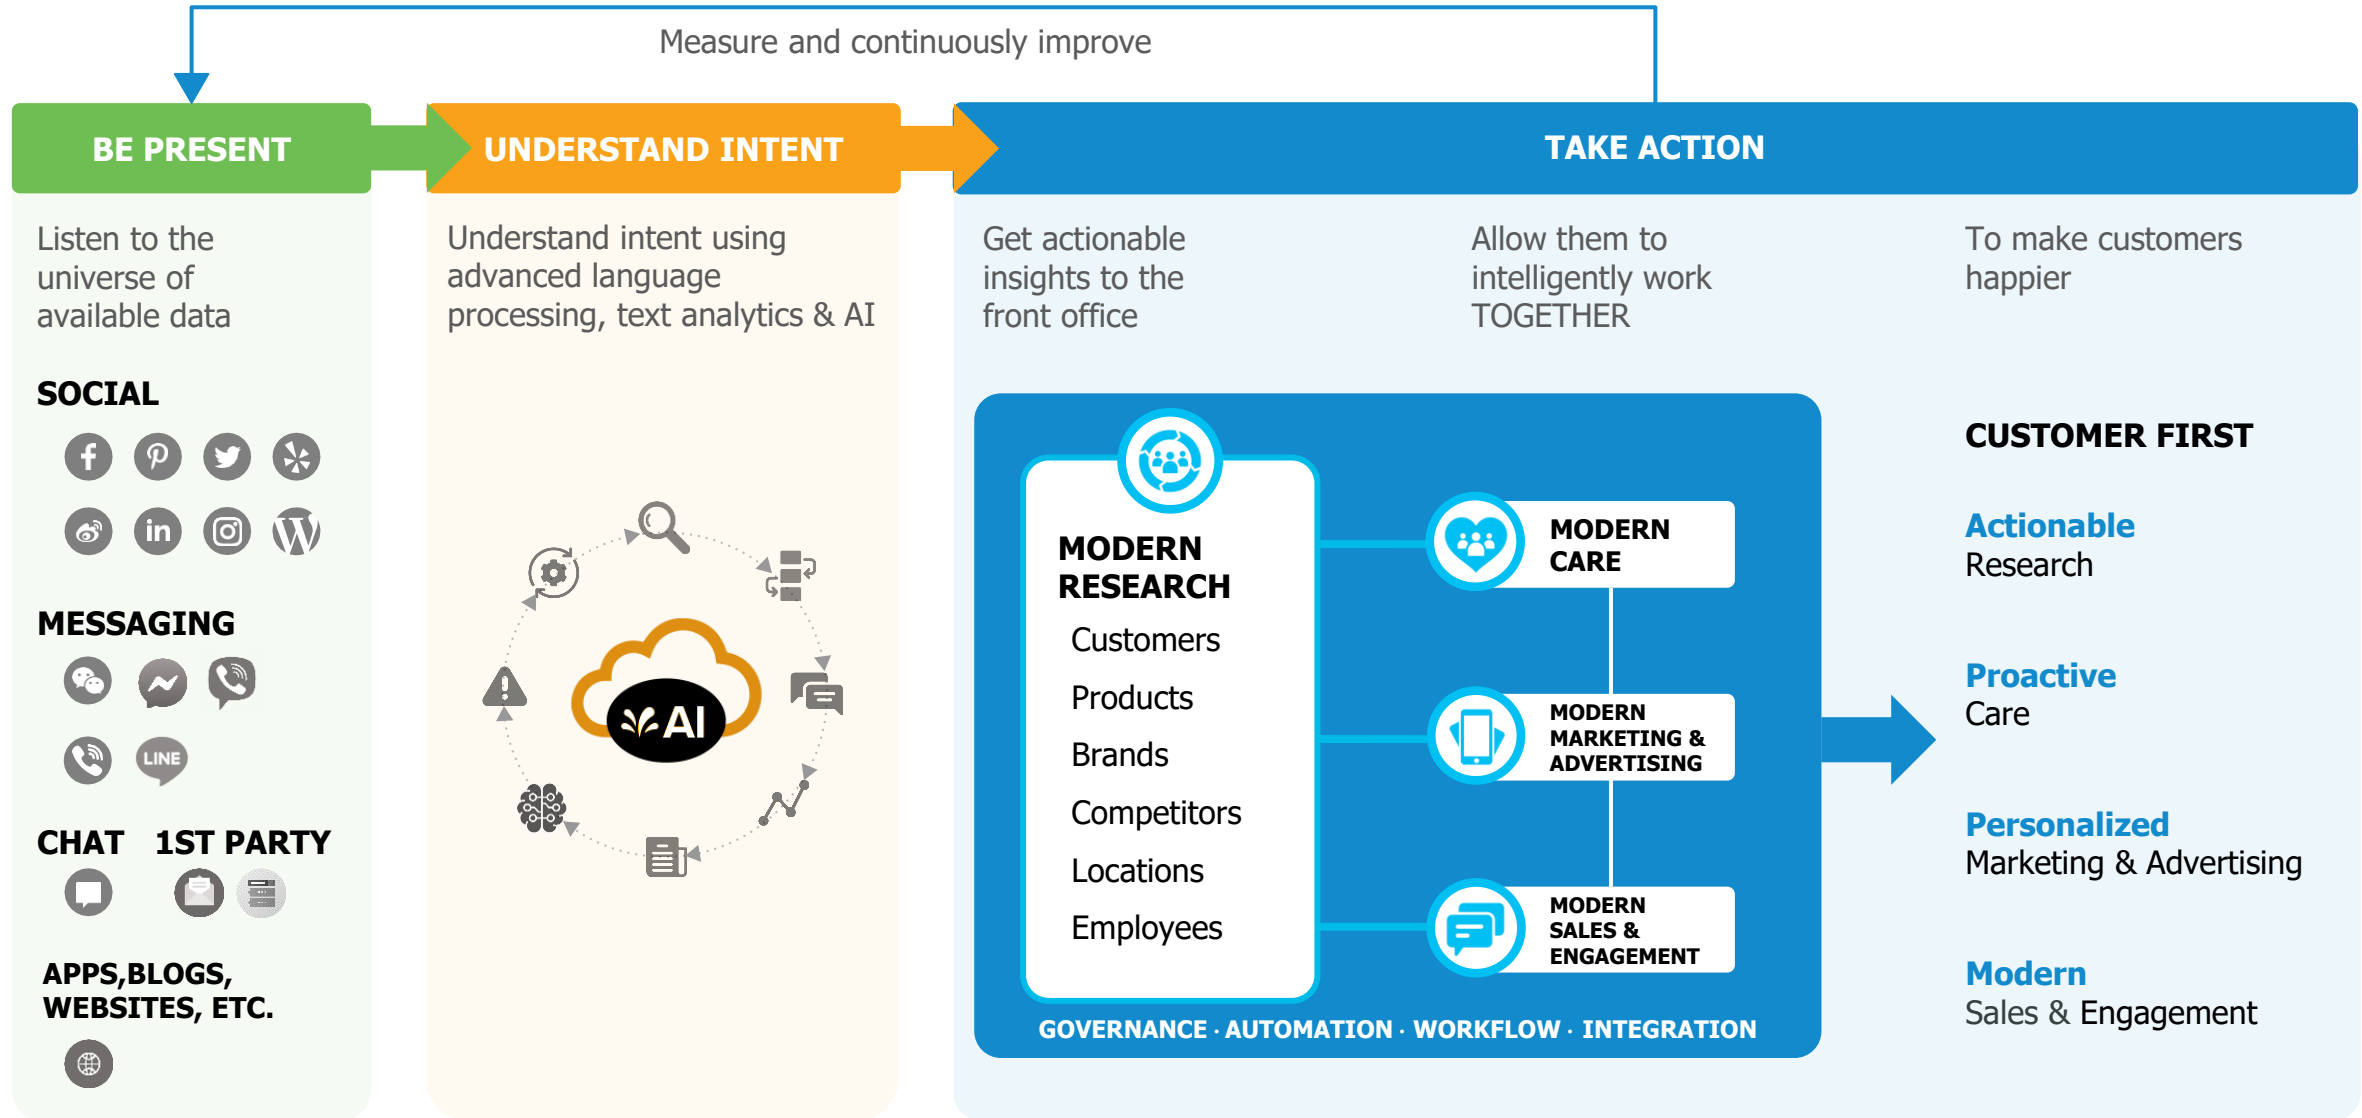 Measure and continuously improve
BE PRESENT
Listen to the
universe of
available data
SOCIAL
in
MESSAGING
LINE
CHAT
1ST PARTY
APPS,BLOGS,
WEBSITES, ETC.
UNDERSTAND INTENT
Understand intent using
advanced language
processing, text analytics & AI
AI
TAKE ACTION
Get actionable
insights to the
front office
Allow them to
intelligently work
TOGETHER
To make customers
happier
MODERN
RESEARCH
Customers
Products
Brands
Competitors
Locations
Employees
MODERN
CARE
MODERN
MARKETING &
ADVERTISING
MODERN
SALES &
ENGAGEMENT
GOVERNANCE · AUTOMATION · WORKFLOW · INTEGRATION
CUSTOMER FIRST
Actionable
Research
Proactive
Care
Personalized
Marketing & Advertising
Modern
Sales & Engagement